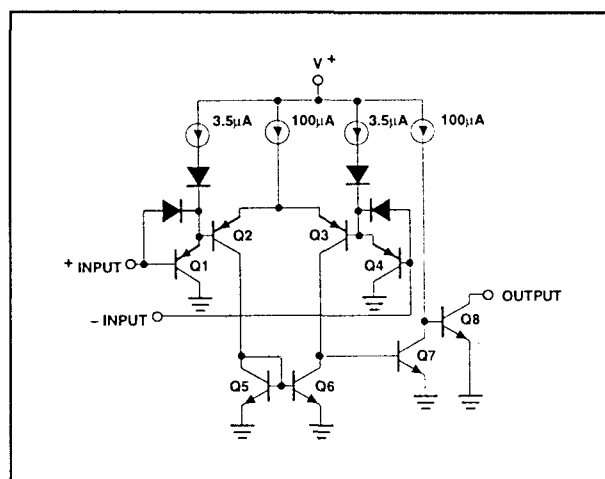 V+
3.5µA
100µA
3.5µA
100µA
Q2
Q3
Q1
Q4
+ INPUT
- INPUT
OUTPUT
Q8
Q7
Q5
Q6